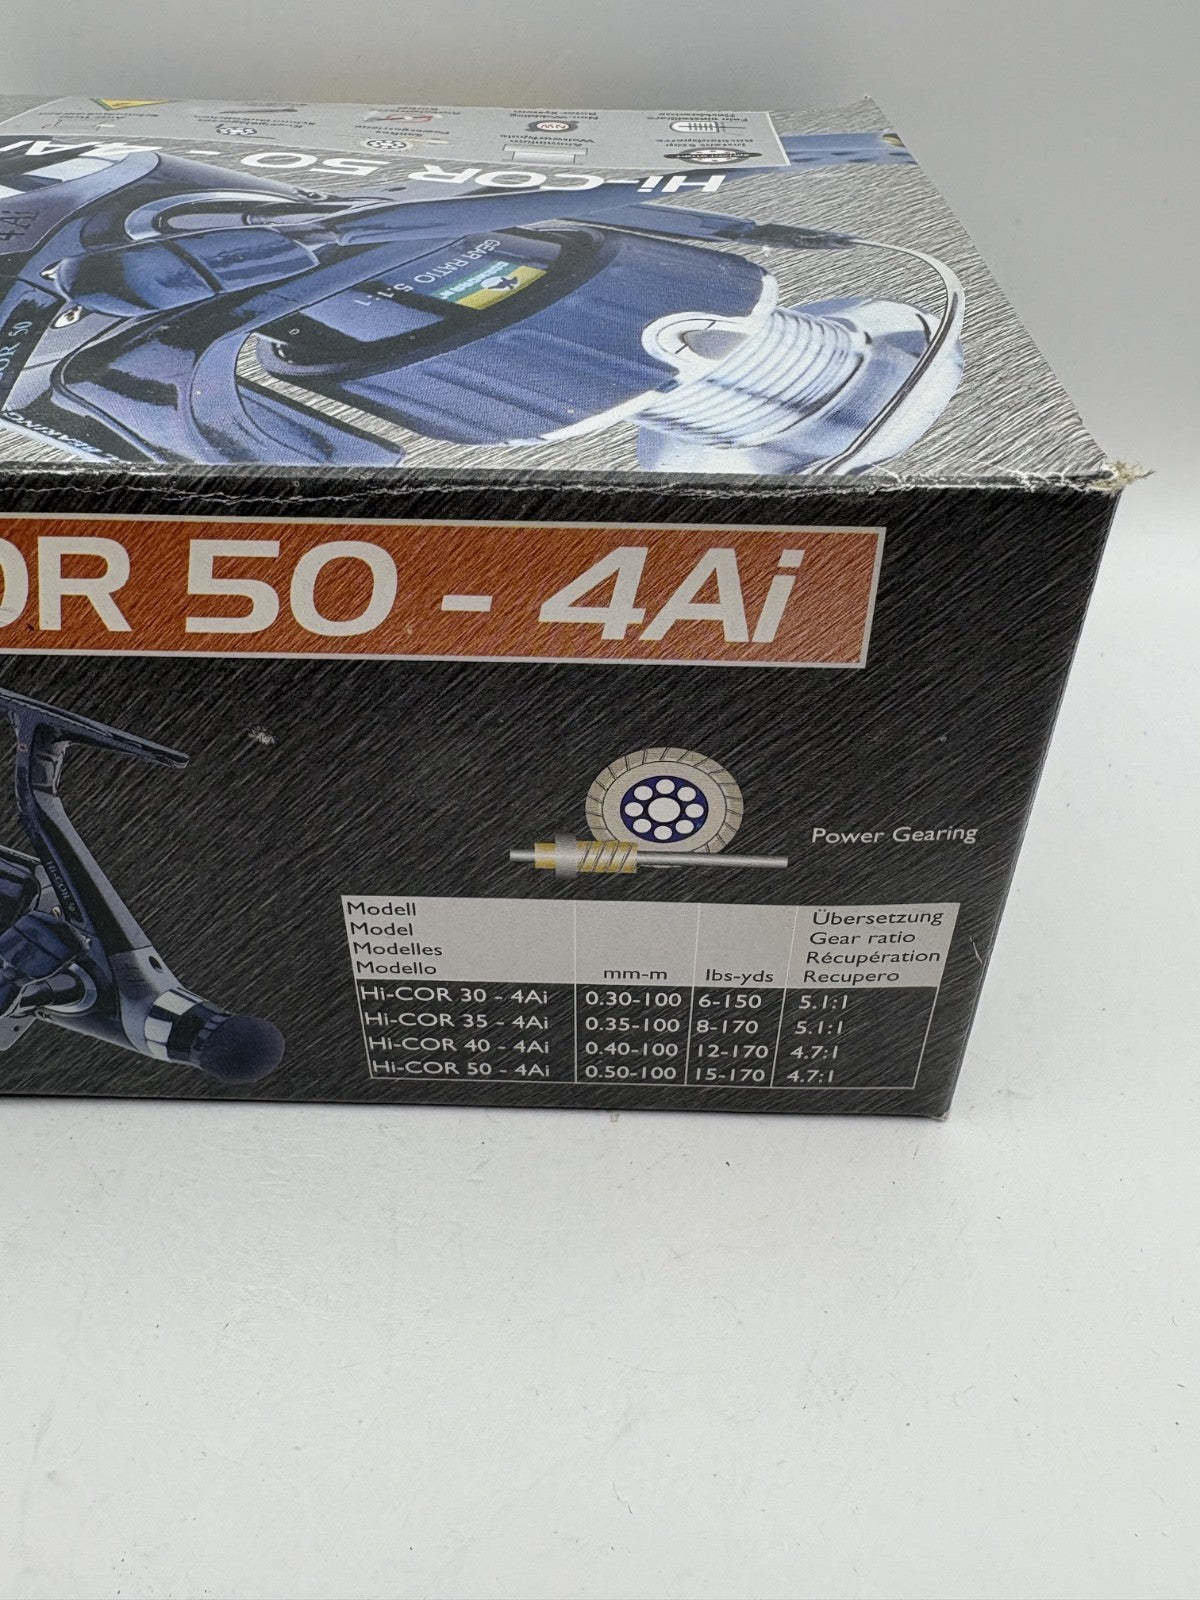 Hi-COR 50 - 4Ai
GEAR RATIO 5.1:1
OR 50
4Ai
OR 50 - 4Ai
Power Gearing
Modell
Model
Modelles
Modello
mm-m
lbs-yds
Übersetzung
Gear ratio
Récupération
Recupero
Hi-COR 30 - 4Ai 0.30-100 6-150 5.1:1
Hi-COR 35 - 4Ai 0.35-100 8-170 5.1:1
Hi-COR 40 - 4Ai 0.40-100 12-170 4.7:1
Hi-COR 50 - 4Ai 0.50-100 15-170 4.7:1